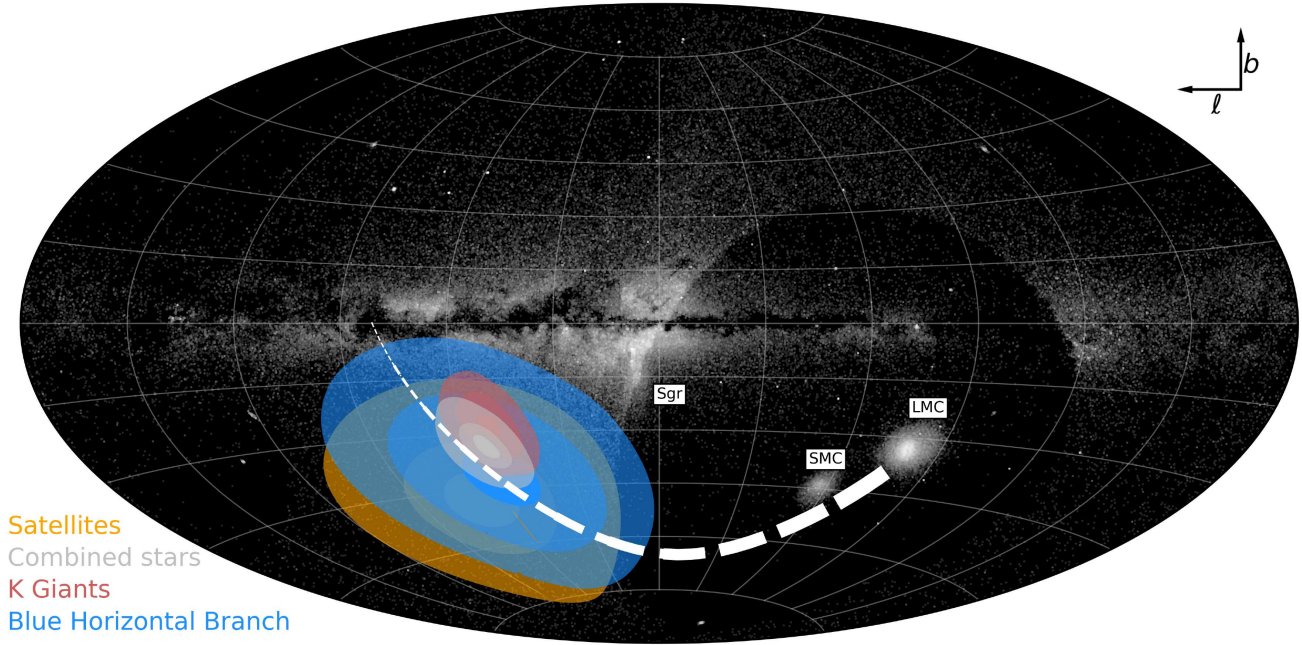 b
ℓ
Sgr
LMC
SMC
Satellites
Combined stars
K Giants
Blue Horizontal Branch